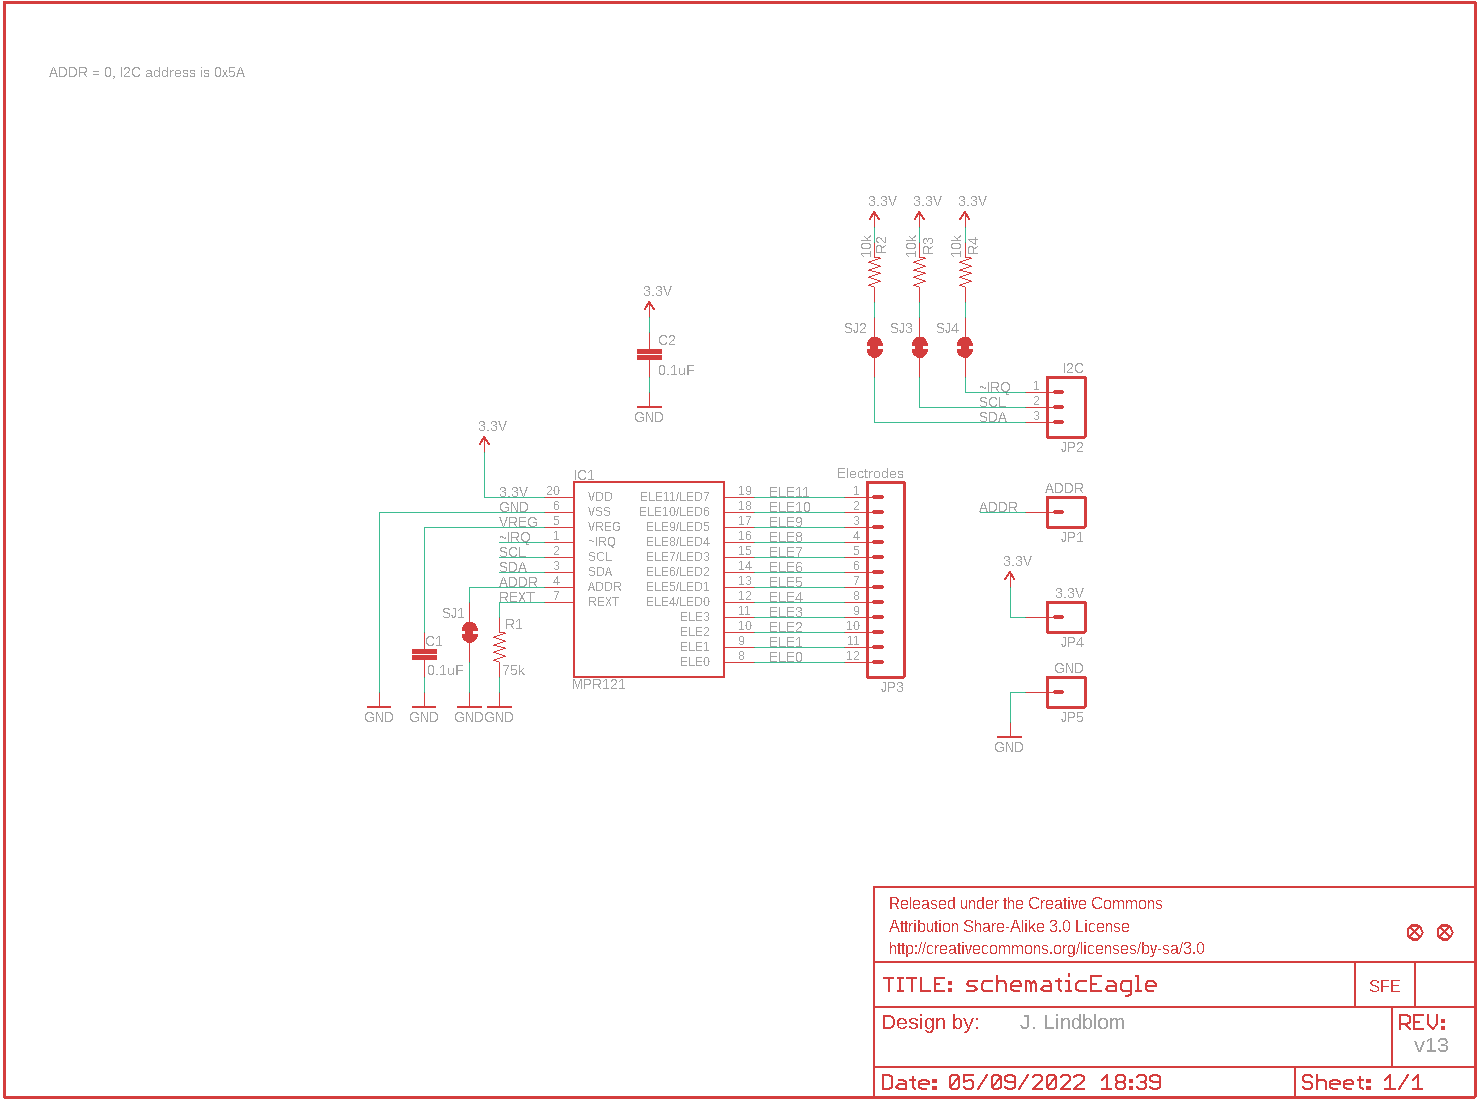 ADDR = 0, I2C address is 0x5A
3.3V 3.3V 3.3V
10k R2 10k R3 10k R4
SJ2 SJ3 SJ4
3.3V
C2
0.1uF
GND
I2C
~IRQ 1
SCL 2
SDA 3
JP2
3.3V
IC1
Electrodes
3.3V 20 VDD ELE11/LED7 19 ELE11 1
GND 6 VSS ELE10/LED6 18 ELE10 2
VREG 5 VREG ELE9/LED5 17 ELE9 3
~IRQ 1 ~IRQ ELE8/LED4 16 ELE8 4
SCL 2 SCL ELE7/LED3 15 ELE7 5
SDA 3 SDA ELE6/LED2 14 ELE6 6
ADDR 4 ADDR ELE5/LED1 13 ELE5 7
REXT 7 REXT ELE4/LED0 12 ELE4 8
ELE3 11 ELE3 9
ELE2 10 ELE2 10
ELE1 9 ELE1 11
ELE0 8 ELE0 12
MPR121
JP3
SJ1
R1
75k
C1
0.1uF
GND GND GND GND
ADDR
ADDR
JP1
3.3V
3.3V
JP4
GND
JP5
GND
Released under the Creative Commons
Attribution Share-Alike 3.0 License
http://creativecommons.org/licenses/by-sa/3.0
TITLE: schematicEagle
SFE
Design by: J. Lindblom
REV:
v13
Date: 05/09/2022 18:39
Sheet: 1/1